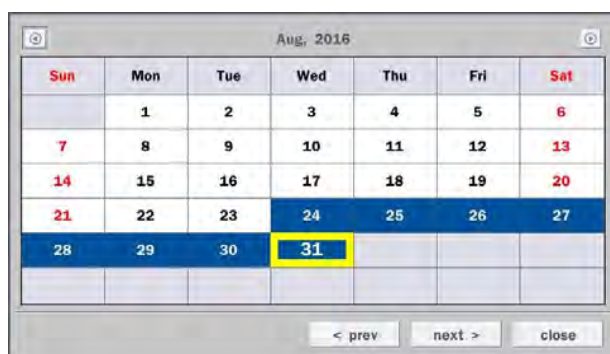 Aug, 2016
Sun Mon Tue Wed Thu Fri Sat
1 2 3 4 5 6
7 8 9 10 11 12 13
14 15 16 17 18 19 20
21 22 23 24 25 26 27
28 29 30 31
< prev next > close